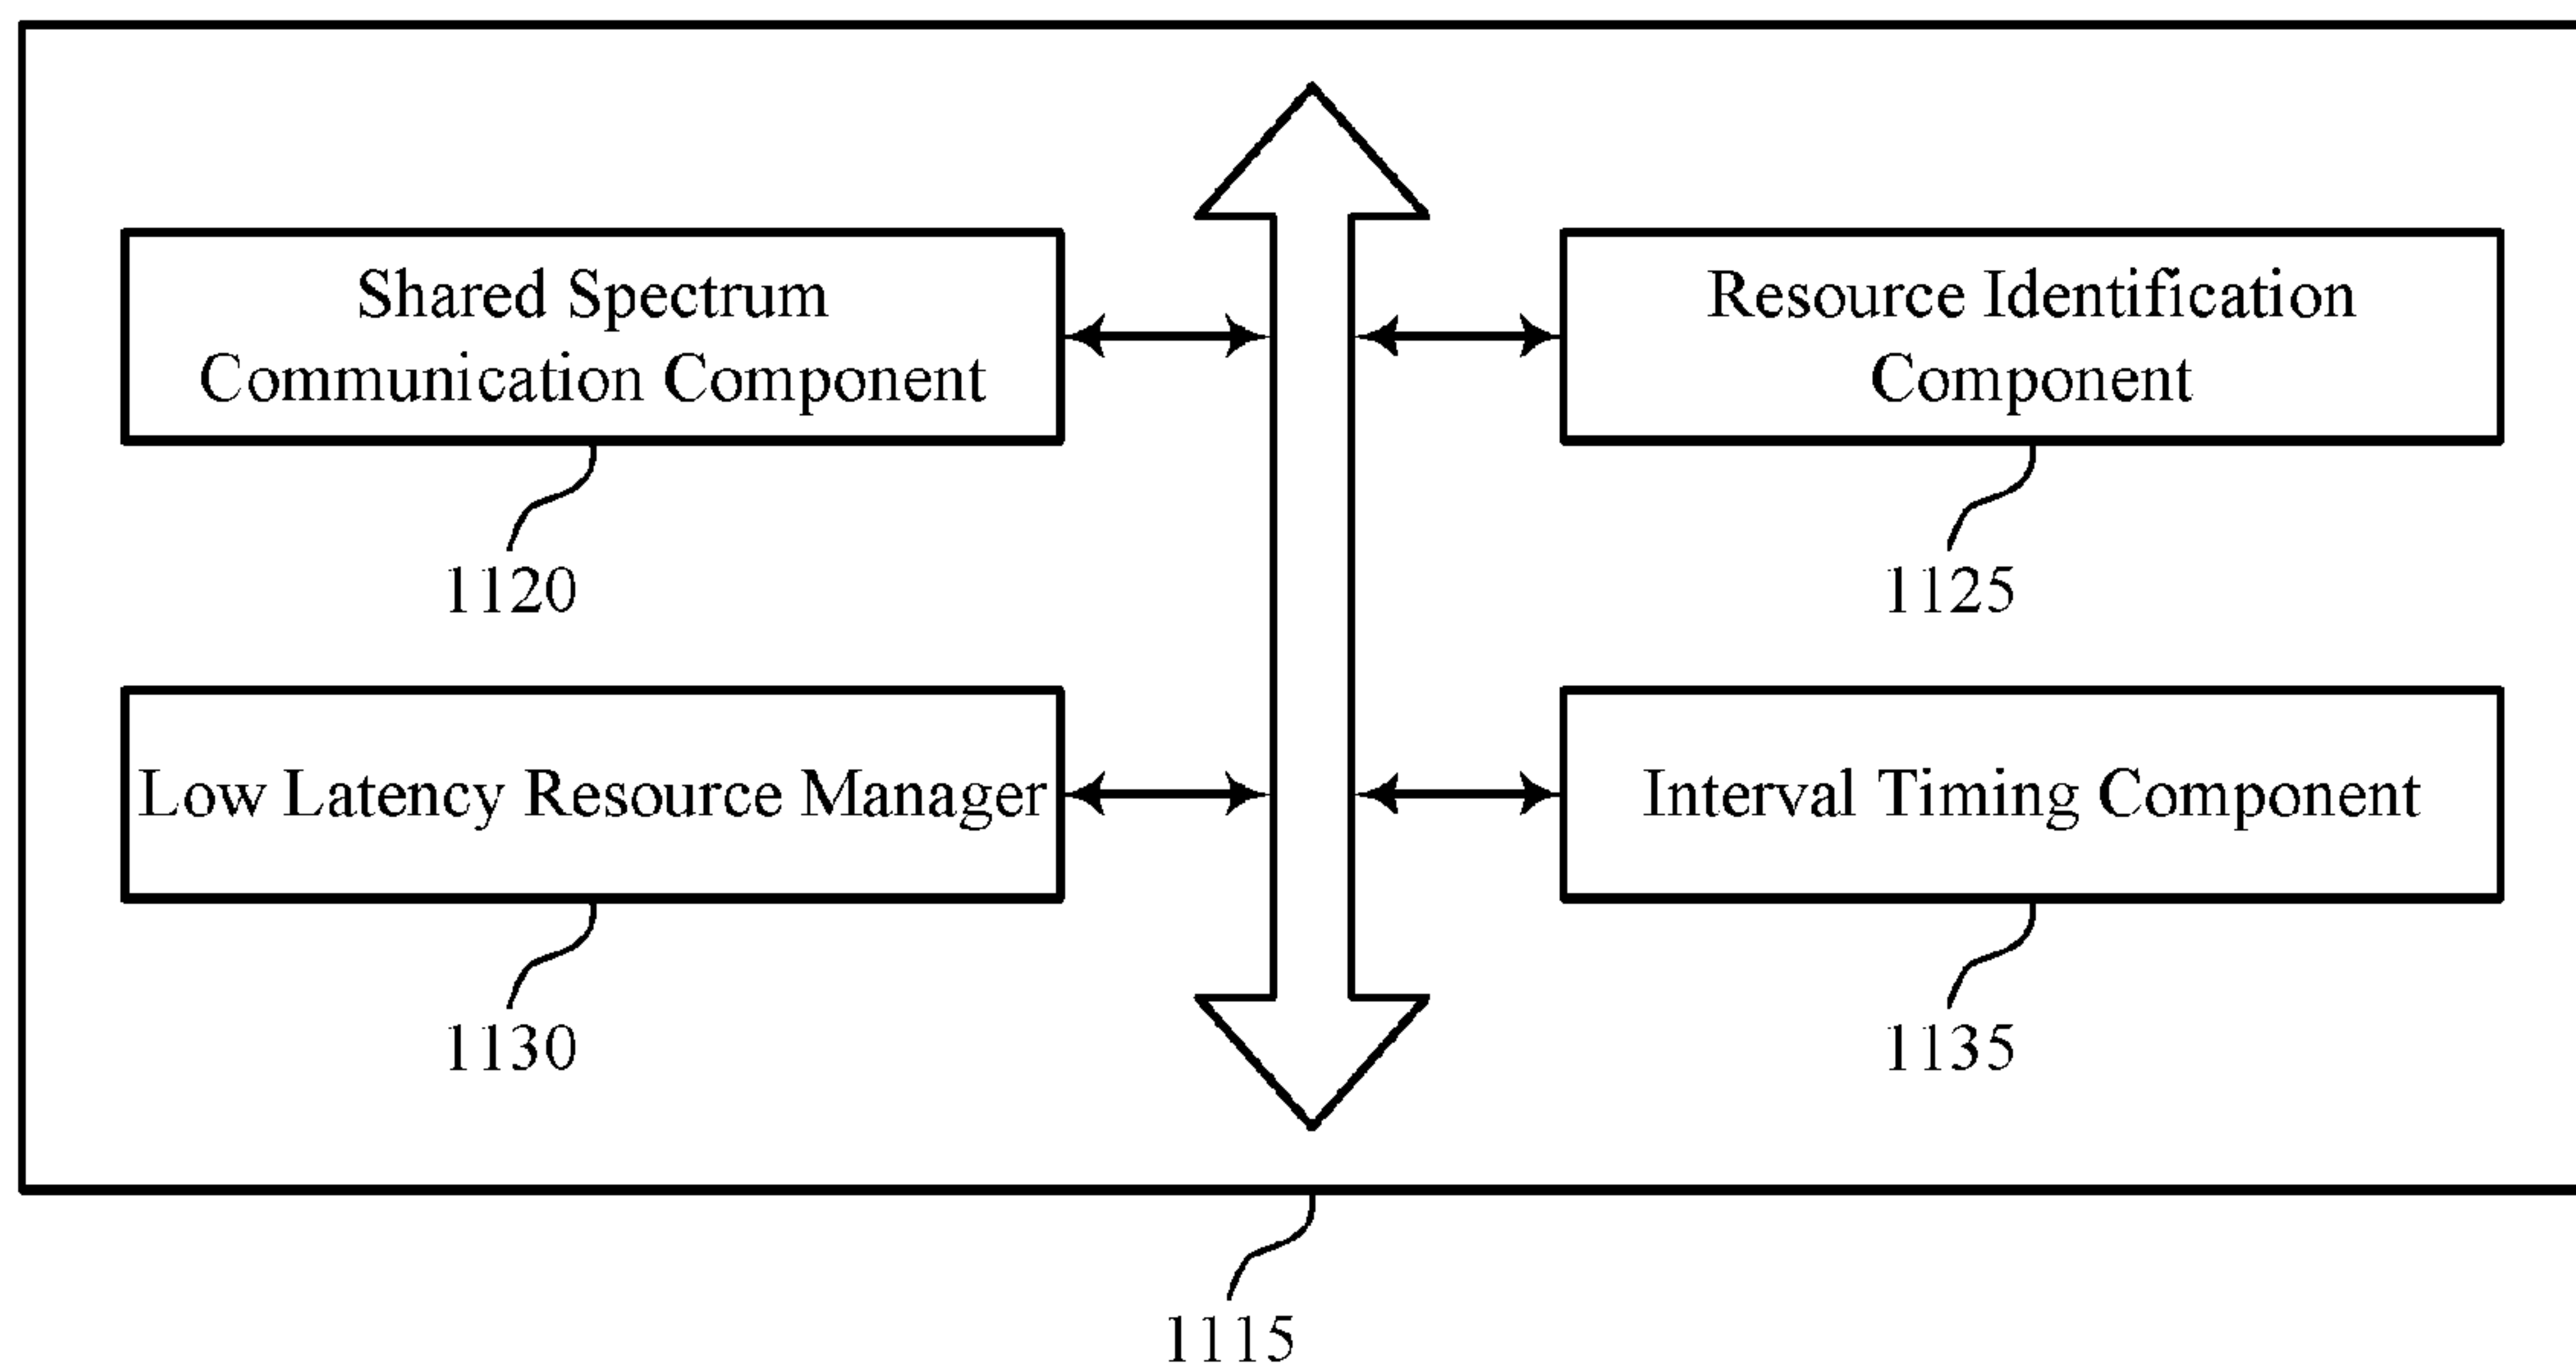 Shared Spectrum
Communication Component
1120
Resource Identification
Component
1125
Low Latency Resource Manager
1130
Interval Timing Component
1135
1115